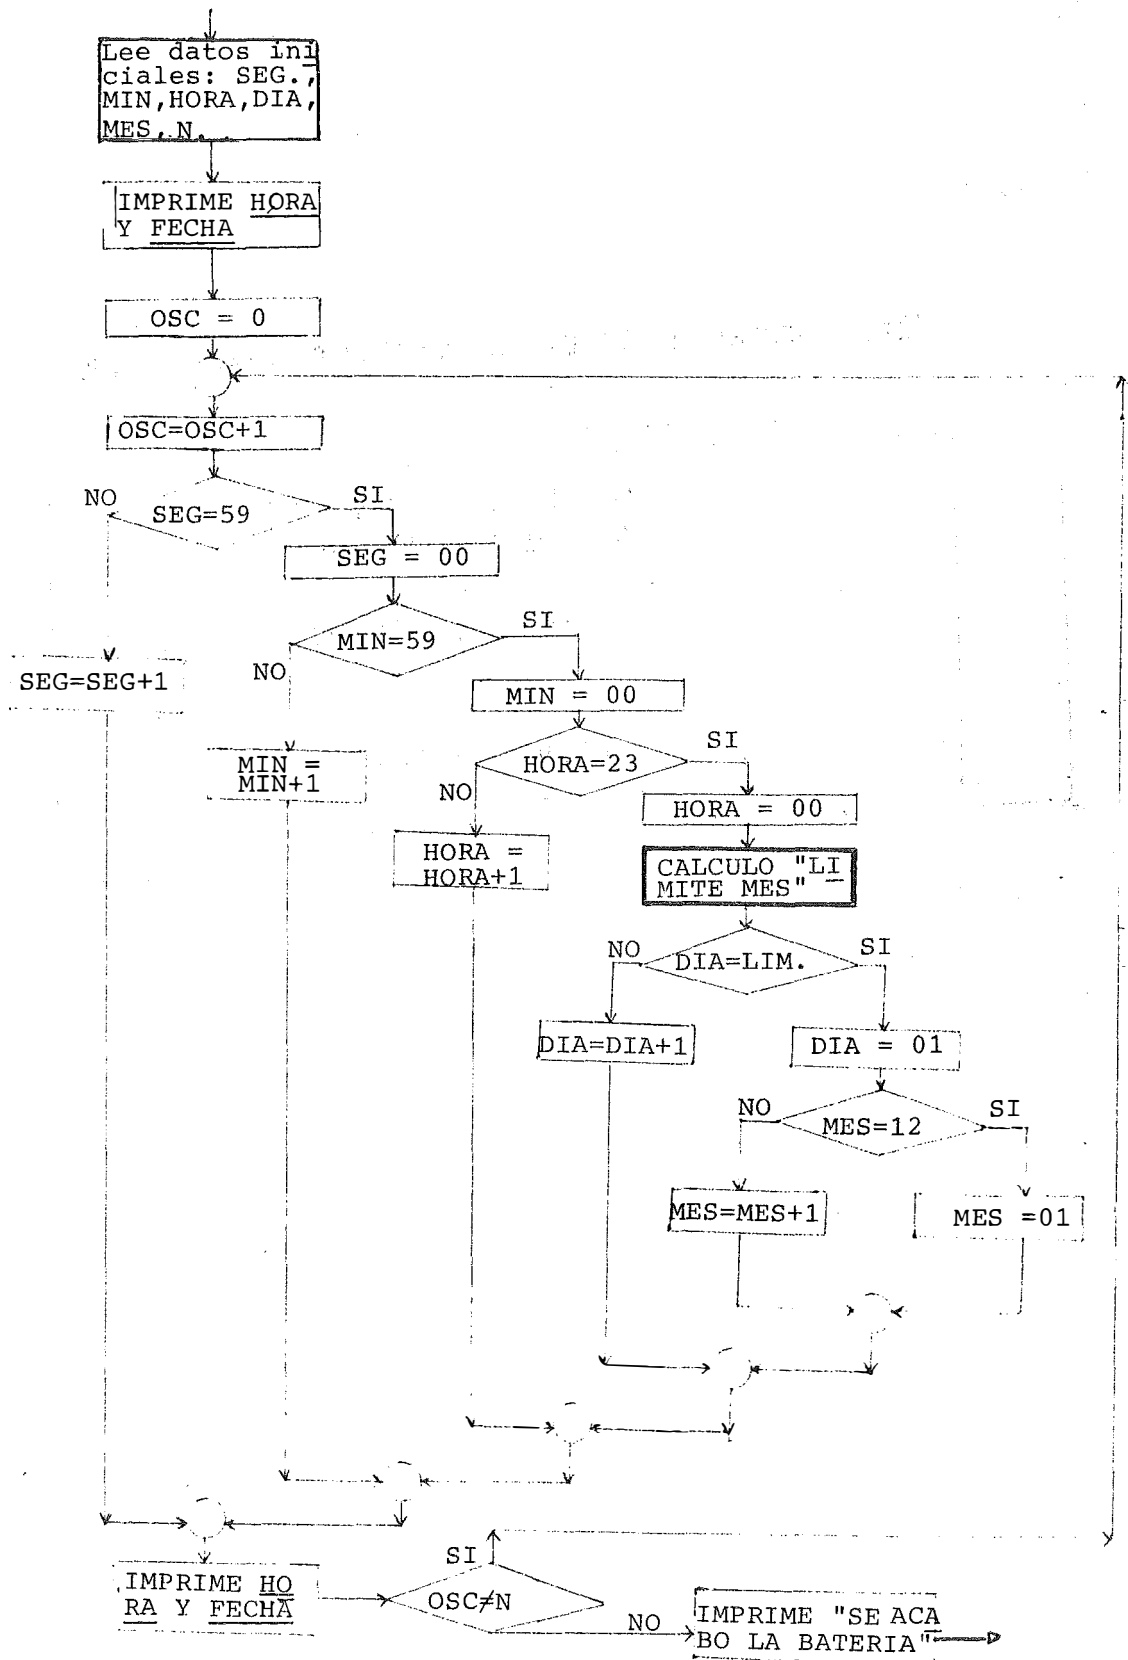 Lee datos ini
ciales: SEG.,
MIN,HORA,DIA,
MES, N.
IMPRIME HORA
Y FECHA
OSC = 0
OSC=OSC+1
NO
SEG=59
SI
SEG = 00
MIN=59
SI
NO
SEG=SEG+1
MIN = 00
HORA=23
SI
NO
MIN =
MIN+1
HORA = 00
HORA =
HORA+1
CALCULO "LI
MITE MES"
NO
DIA=LIM.
SI
DIA=DIA+1
DIA = 01
NO
MES=12
SI
MES=MES+1
MES =01
SI
IMPRIME HO
RA Y FECHA
OSC≠N
NO
IMPRIME "SE ACA
BO LA BATERIA"